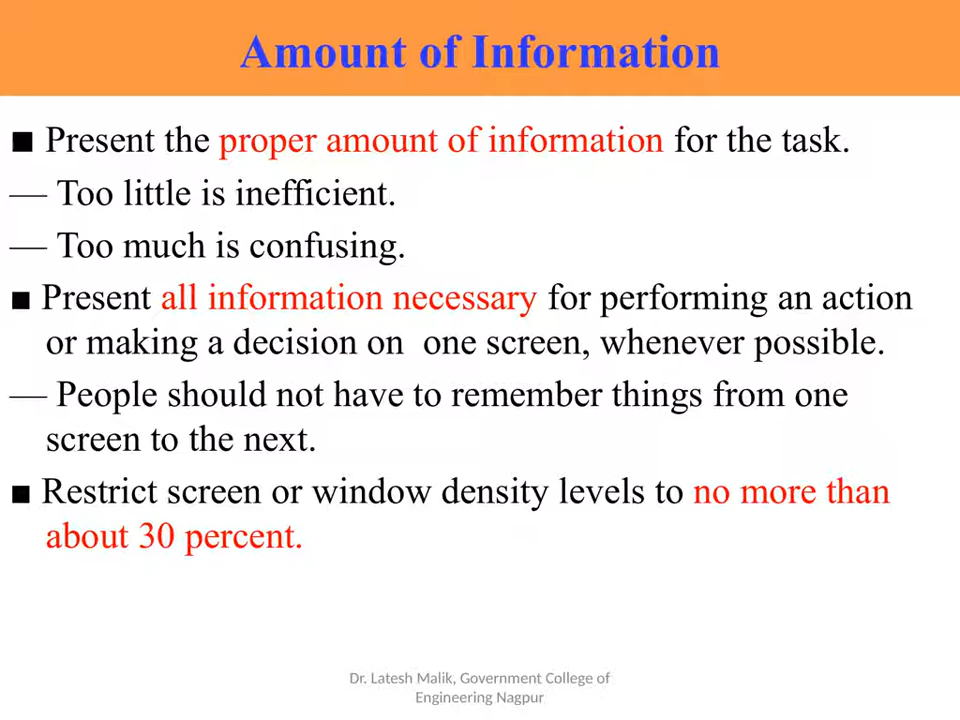 Amount of Information
■ Present the proper amount of information for the task.
— Too little is inefficient.
— Too much is confusing.
■ Present all information necessary for performing an action
or making a decision on one screen, whenever possible.
— People should not have to remember things from one
screen to the next.
■ Restrict screen or window density levels to no more than
about 30 percent.
Dr. Latesh Malik, Government College of
Engineering Nagpur